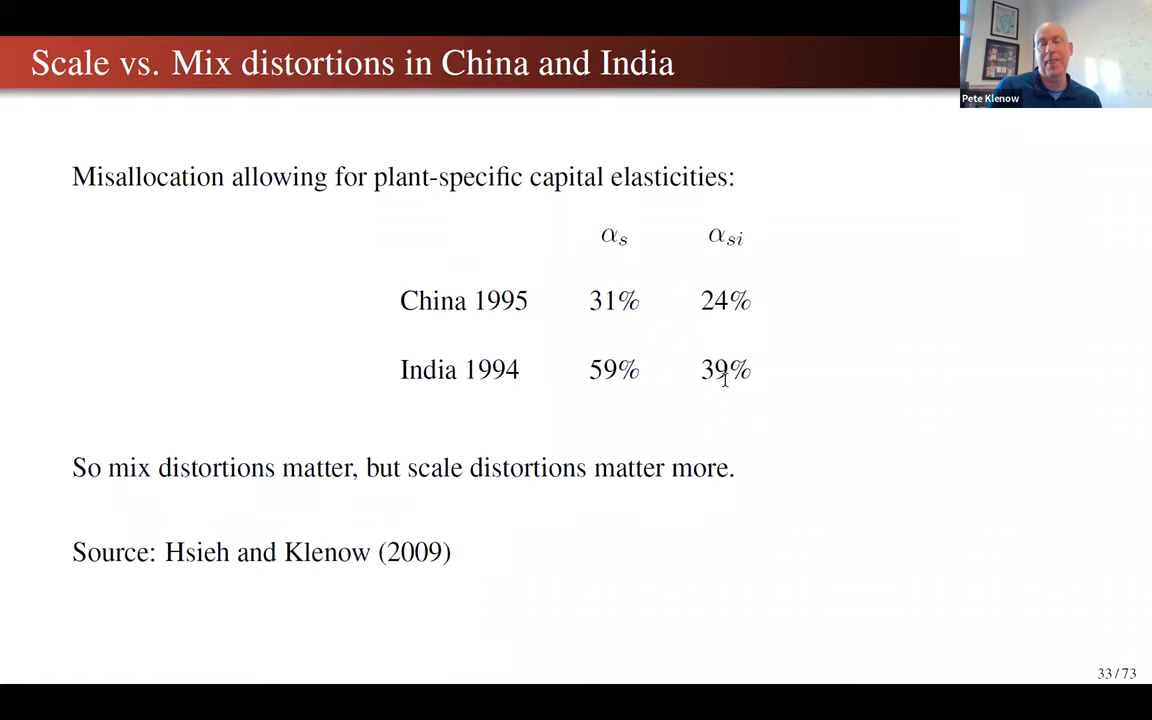 Scale vs. Mix distortions in China and India
Pete Klenow
Misallocation allowing for plant-specific capital elasticities:
αs αsi
China 1995 31% 24%
India 1994 59% 39%
So mix distortions matter, but scale distortions matter more.
Source: Hsieh and Klenow (2009)
33/73